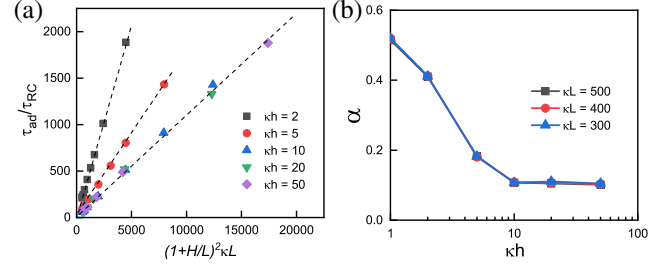 (a)
2000
1500
1000
500
0
τad/τRC
0 5000 10000 15000 20000
(1+H/L)²κL
κh = 2
κh = 5
κh = 10
κh = 20
κh = 50
(b)
0.6
0.4
0.2
0.0
α
1 10 100
κh
κL = 500
κL = 400
κL = 300